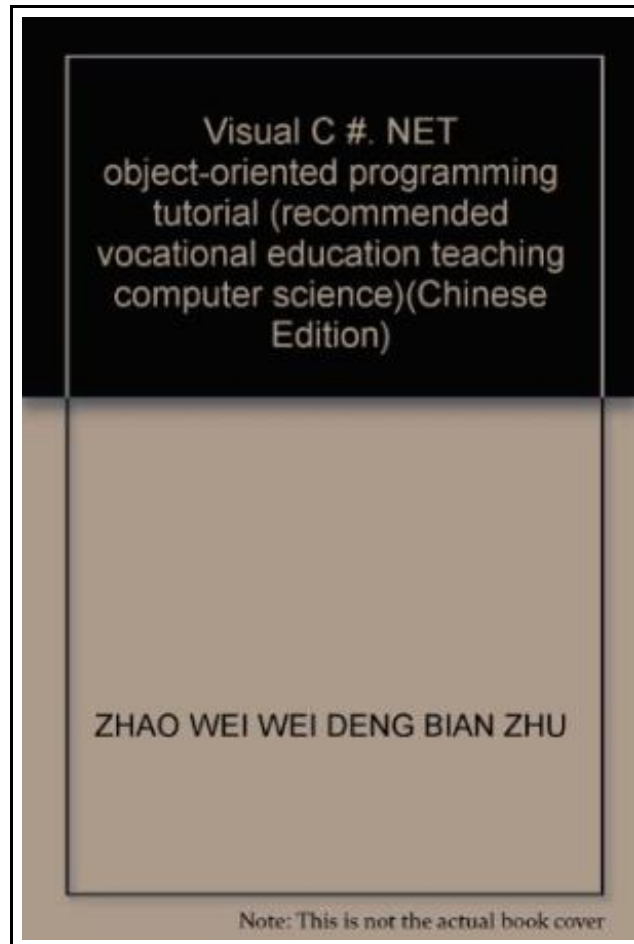 Visual C #. NET
object-oriented programming
tutorial (recommended
vocational education teaching
computer science)(Chinese
Edition)
ZHAO WEI WEI DENG BIAN ZHU
Note: This is not the actual book cover